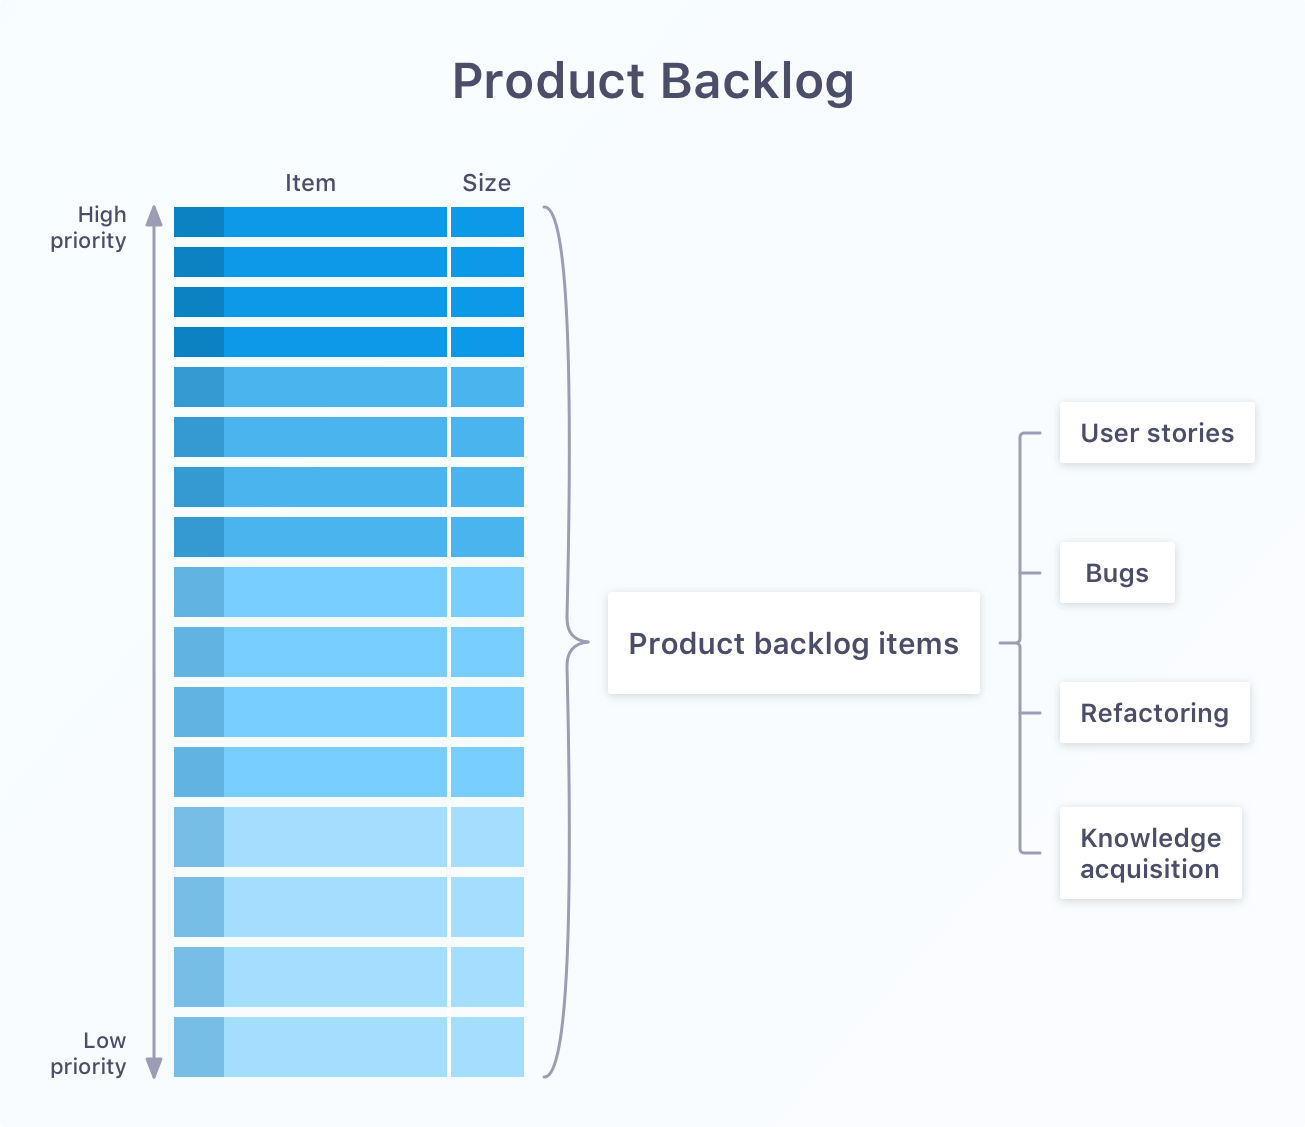 Product Backlog
Item
Size
High
priority
User stories
Bugs
Product backlog items
Refactoring
Knowledge
acquisition
Low
priority